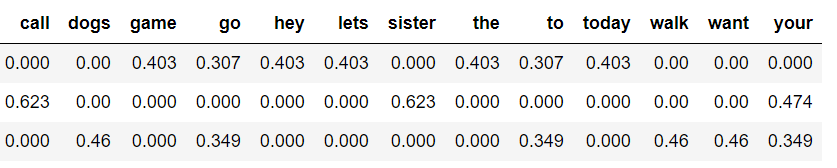 call dogs game go hey lets sister the to today walk want your
0.000 0.00 0.403 0.307 0.403 0.403 0.000 0.403 0.307 0.403 0.00 0.00 0.000
0.623 0.00 0.000 0.000 0.000 0.000 0.623 0.000 0.000 0.000 0.00 0.00 0.474
0.000 0.46 0.000 0.349 0.000 0.000 0.000 0.000 0.349 0.000 0.46 0.46 0.349